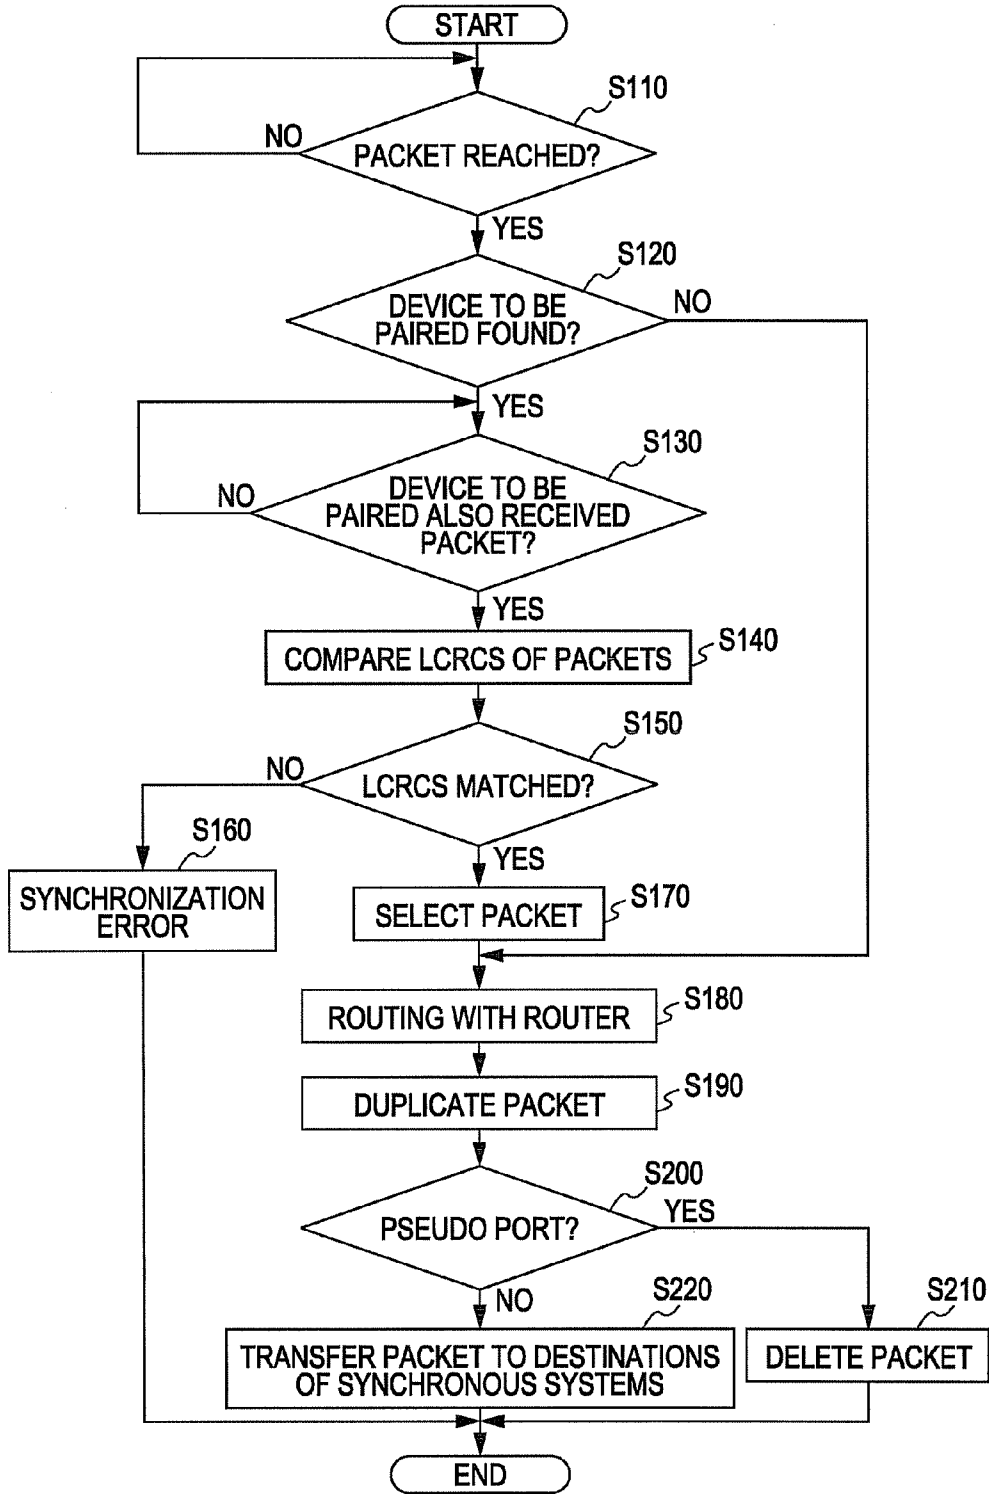 START
S110
NO
PACKET REACHED?
YES
S120
NO
DEVICE TO BE
PAIRED FOUND?
YES
S130
NO
DEVICE TO BE
PAIRED ALSO RECEIVED
PACKET?
YES
COMPARE LCRCS OF PACKETS
S140
S150
NO
LCRCS MATCHED?
YES
S160
SYNCHRONIZATION
ERROR
SELECT PACKET
S170
ROUTING WITH ROUTER
S180
DUPLICATE PACKET
S190
S200
YES
PSEUDO PORT?
NO
S220
S210
TRANSFER PACKET TO DESTINATIONS
OF SYNCHRONOUS SYSTEMS
DELETE PACKET
END